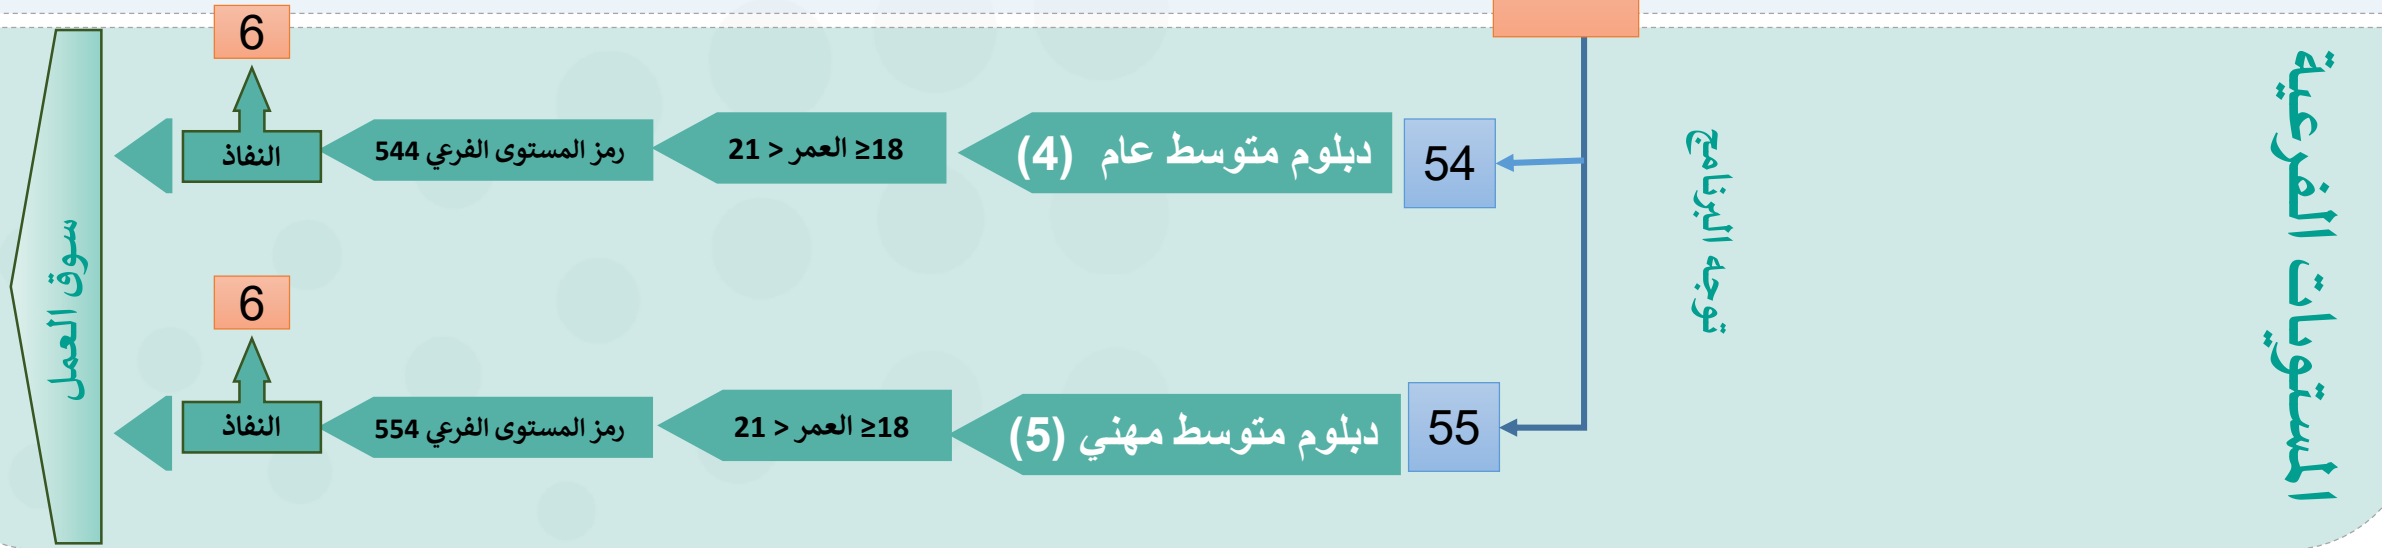 المستويات الفرعية
توجه البرنامج
54
دبلوم متوسط عام (4)
18≤ العمر < 21
رمز المستوى الفرعي 544
النفاذ
6
55
دبلوم متوسط مهني (5)
18≤ العمر < 21
رمز المستوى الفرعي 554
النفاذ
6
سوق العمل